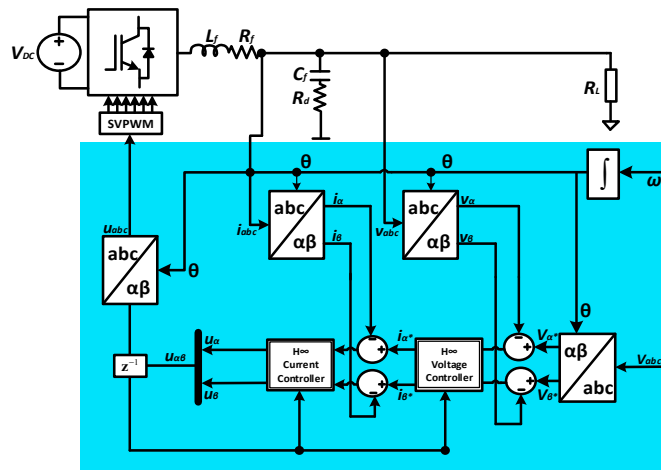 V_DC
L_f
R_f
C_f
R_d
R_L
SVPWM
θ
θ
∫
ω
abc
αβ
i_α
i_β
i_abc
abc
αβ
v_α
v_β
v_abc
u_abc
abc
αβ
θ
θ
z⁻¹
u_αβ
u_α
u_β
H∞
Current
Controller
i_α*
i_β*
H∞
Voltage
Controller
V_α*
V_β*
αβ
abc
V_abc